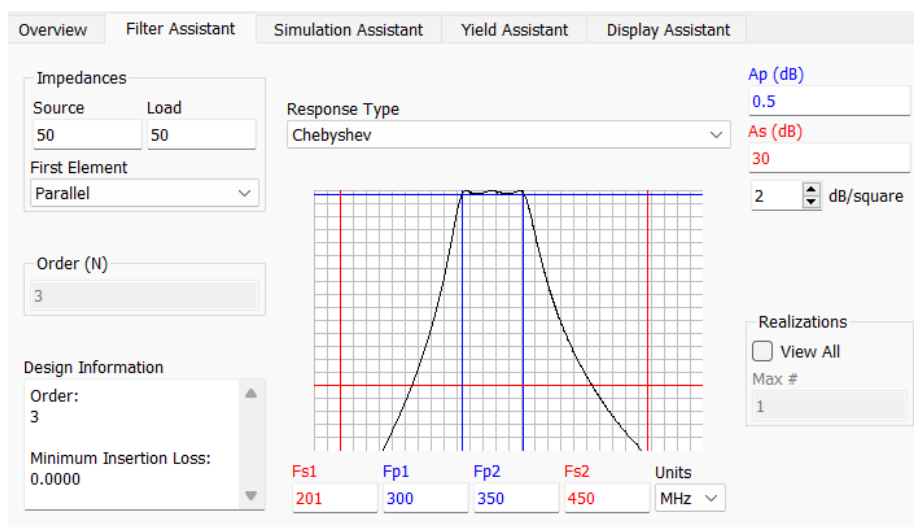 Overview Filter Assistant Simulation Assistant Yield Assistant Display Assistant
Impedances
Source Load
50 50
First Element
Parallel
Order (N)
3
Design Information
Order:
3
Minimum Insertion Loss:
0.0000
Response Type
Chebyshev
Fs1 Fp1 Fp2 Fs2 Units
201 300 350 450 MHz
Ap (dB)
0.5
As (dB)
30
2 dB/square
Realizations
View All
Max #
1